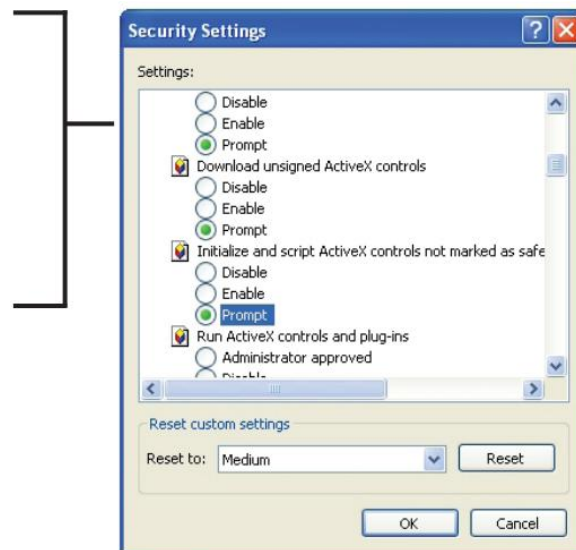 Security Settings
Settings:
Disable
Enable
Prompt
Download unsigned ActiveX controls
Disable
Enable
Prompt
Initialize and script ActiveX controls not marked as safe
Disable
Enable
Prompt
Run ActiveX controls and plug-ins
Administrator approved
Reset custom settings
Reset to: Medium Reset
OK Cancel